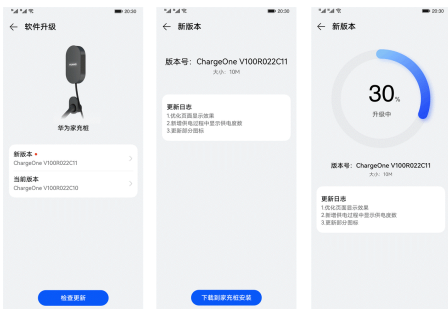 20:30
← 软件升级
华为家充桩
新版本
ChargeOne V100R022C11
当前版本
ChargeOne V100R022C10
检查更新
20:30
← 新版本
版本号： ChargeOne V100R022C11
大小：10M
更新日志
1.优化页面显示效果
2.新增供电过程中显示供电度数
3.更新部分图标
下载到家充桩安装
20:30
← 新版本
30%
升级中
版本号： ChargeOne V100R022C11
大小：10M
更新日志
1.优化页面显示效果
2.新增供电过程中显示供电度数
3.更新部分图标